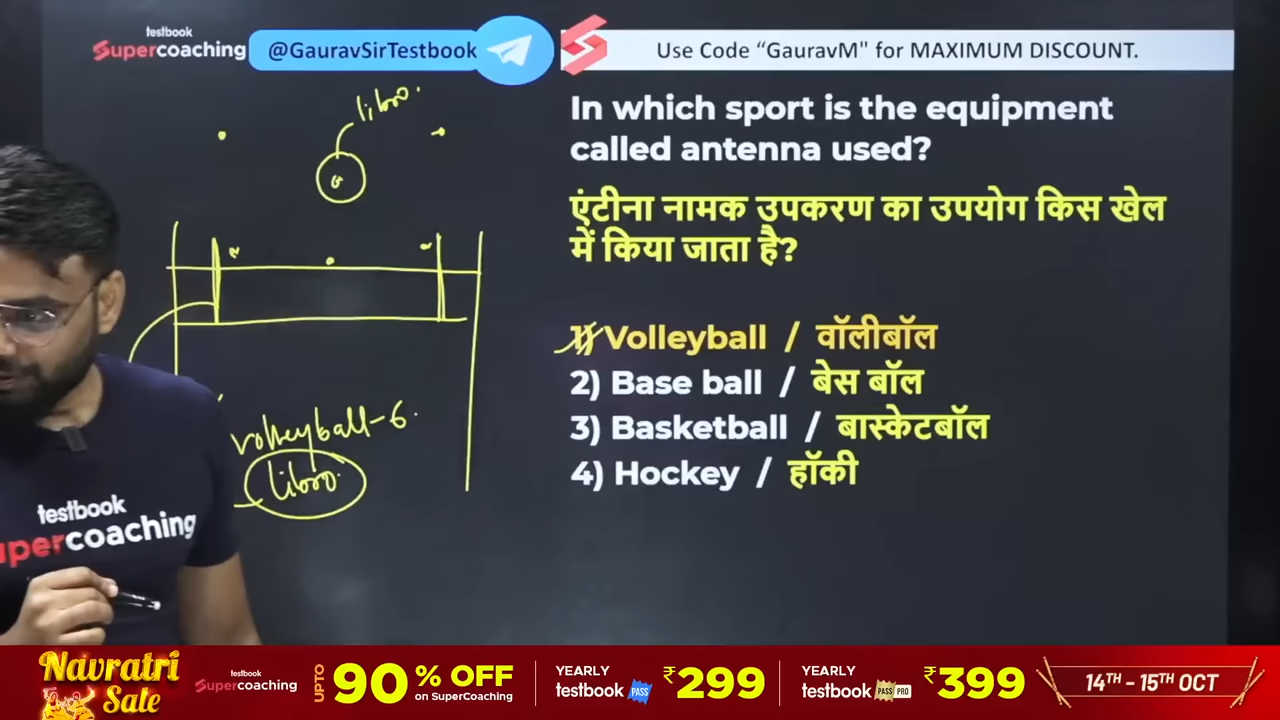 testbook
Supercoaching
@GauravSirTestbook
Use Code “GauravM" for MAXIMUM DISCOUNT.
libro.
In which sport is the equipment
called antenna used?
एंटीना नामक उपकरण का उपयोग किस खेल
में किया जाता है?
1) Volleyball / वॉलीबॉल
2) Base ball / बेस बॉल
3) Basketball / बास्केटबॉल
4) Hockey / हॉकी
volleyball-6.
libro.
testbook
upercoaching
Navratri
Sale
testbook
Supercoaching
UPTO
90% OFF
on SuperCoaching
YEARLY
testbook PASS
₹299
YEARLY
testbook PASS PRO
₹399
14TH - 15TH OCT